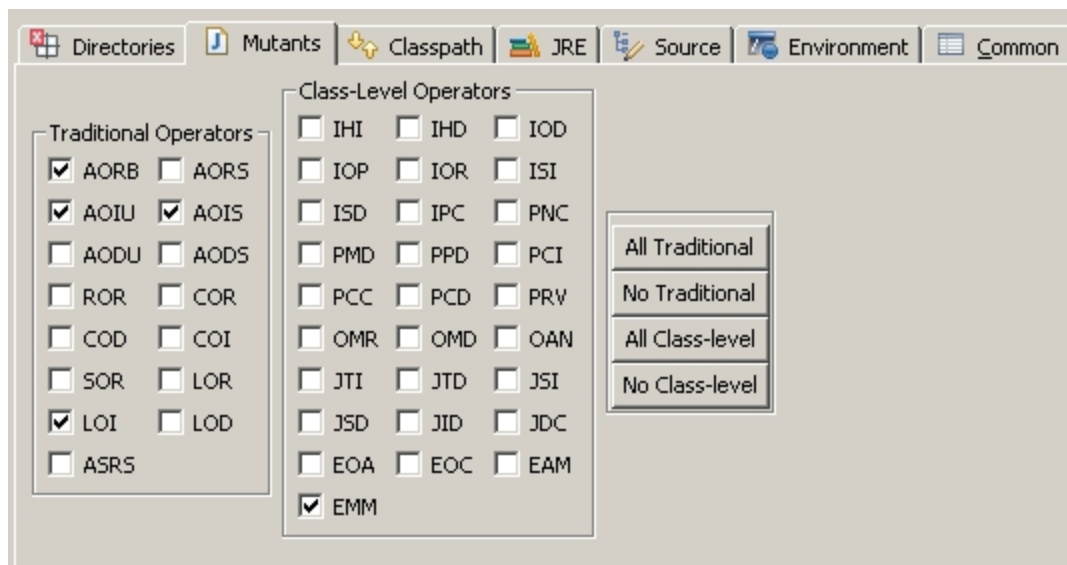 Directories Mutants Classpath JRE Source Environment Common
Traditional Operators
AORB AORS
AOIU AOIS
AODU AODS
ROR COR
COD COI
SOR LOR
LOI LOD
ASRS
Class-Level Operators
IHI IHD IOD
IOP IOR ISI
ISD IPC PNC
PMD PPD PCI
PCC PCD PRV
OMR OMD OAN
JTI JTD JSI
JSD JID JDC
EOA EOC EAM
EMM
All Traditional
No Traditional
All Class-level
No Class-level